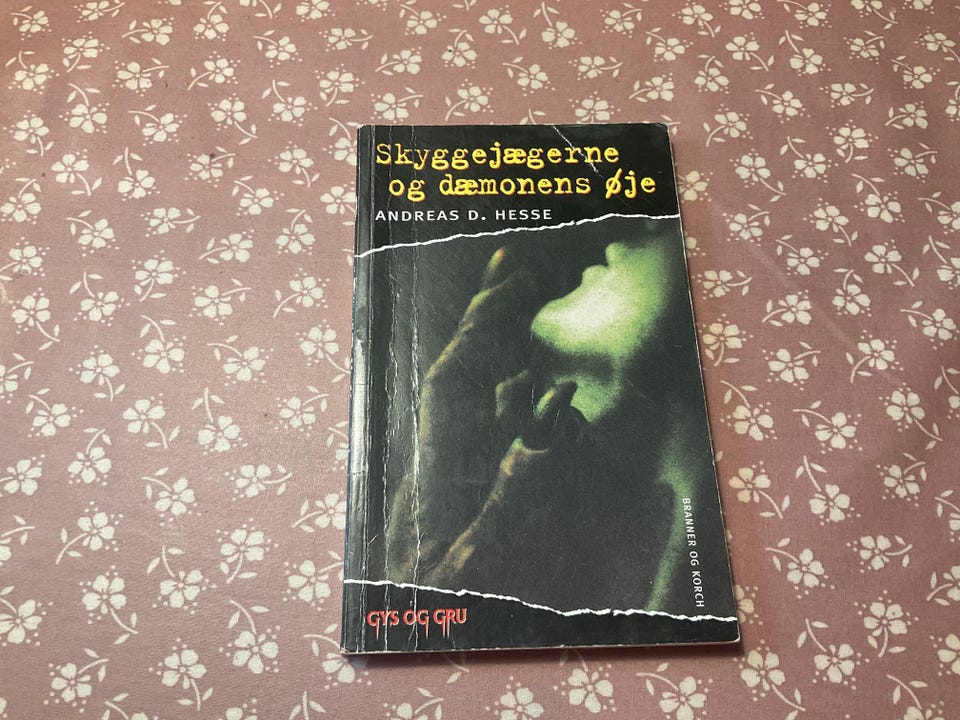 Skyggejægerne
og dæmonens øje
ANDREAS D. HESSE
BRANNER OG KORCH
GYS OG GRU